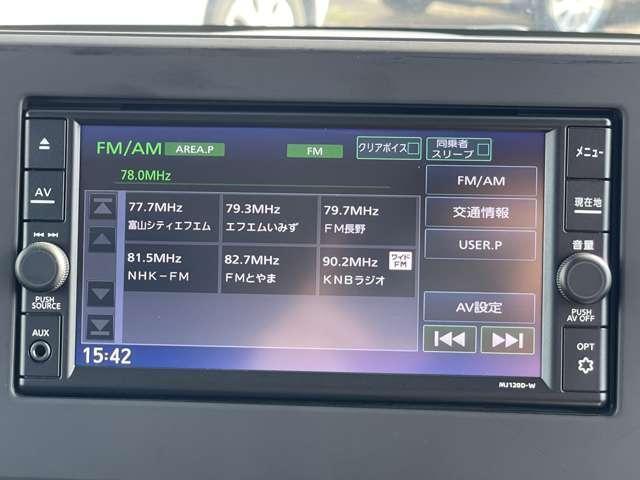 FM/AM AREA.P FM クリアボイス 同乗者スリープ
78.0MHz
77.7MHz 79.3MHz 79.7MHz
富山シティエフエム エフエムいみず FM長野
81.5MHz 82.7MHz 90.2MHz ワイドFM
NHK-FM FMとやま KNBラジオ
FM/AM
交通情報
USER.P
AV設定
15:42
AV
PUSH
SOURCE
AUX
メニュー
現在地
音量
PUSH
AV OFF
OPT
MJ120D-W